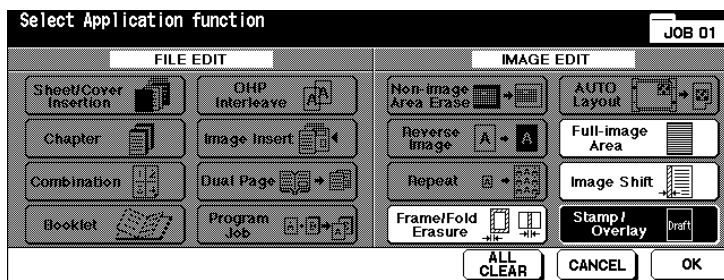 Select Application function
JOB 01
FILE EDIT
IMAGE EDIT
Sheet/Cover
Insertion
OHP
Interleave
Non-image
Area Erase
AUTO
Layout
Chapter
Image Insert
Reverse
Image
Full-image
Area
Combination
Dual Page
Repeat
Image Shift
Booklet
Program
Job
Frame/Fold
Erasure
Stamp/
Overlay
Draft
ALL
CLEAR
CANCEL
OK